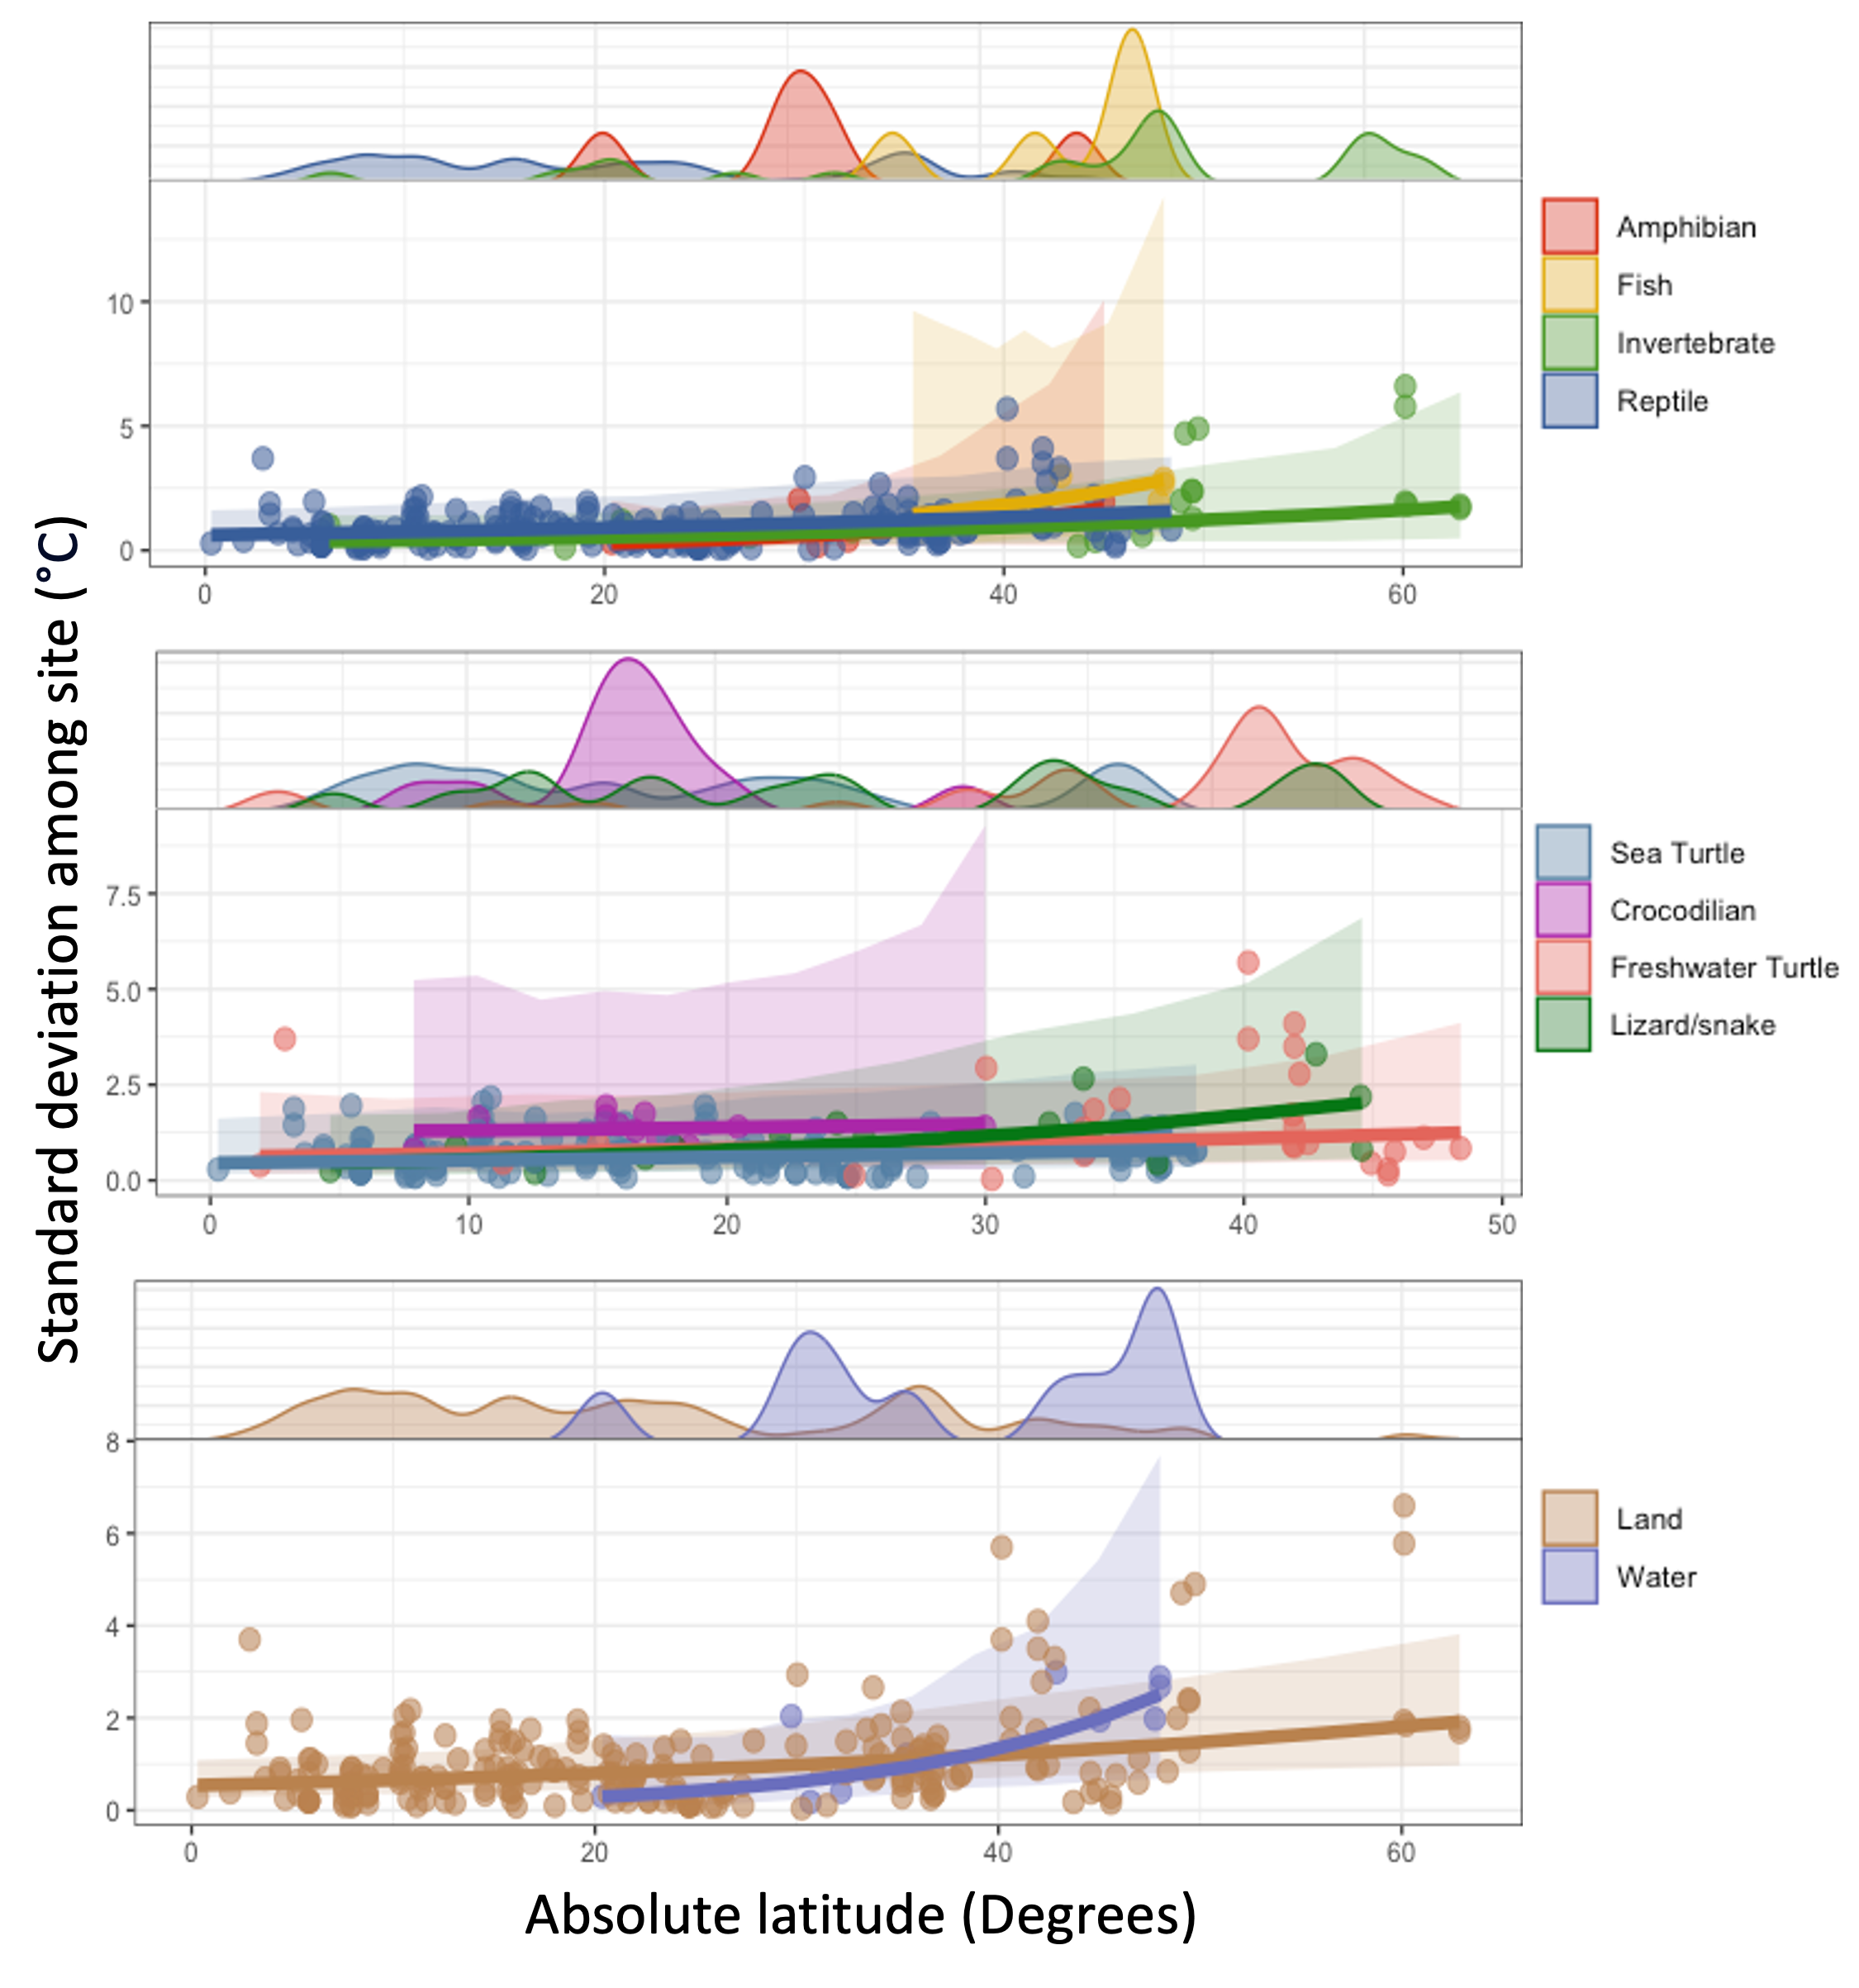 Standard deviation among site (°C)
10
5
0
0 20 40 60
Amphibian
Fish
Invertebrate
Reptile
7.5
5.0
2.5
0.0
0 10 20 30 40 50
Sea Turtle
Crocodilian
Freshwater Turtle
Lizard/snake
8
6
4
2
0
0 20 40 60
Land
Water
Absolute latitude (Degrees)